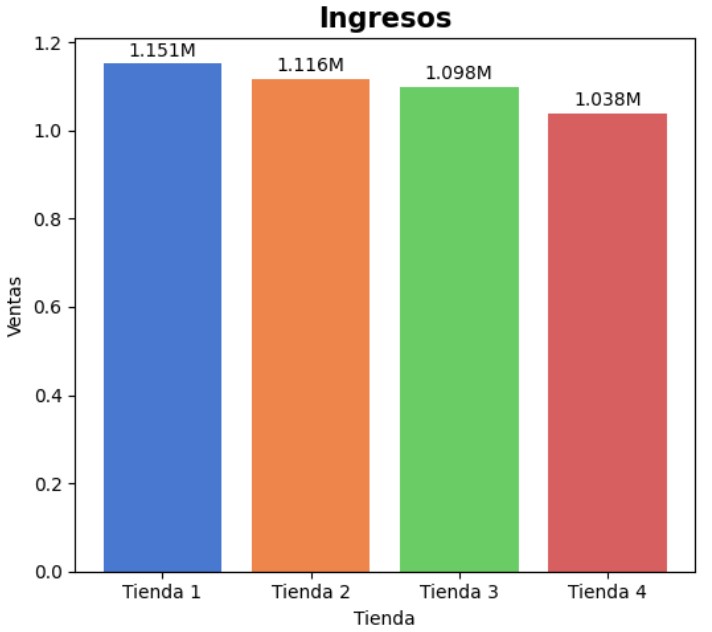 Ingresos
1.2
1.0
0.8
0.6
0.4
0.2
0.0
Ventas
1.151M
1.116M
1.098M
1.038M
Tienda 1
Tienda 2
Tienda 3
Tienda 4
Tienda